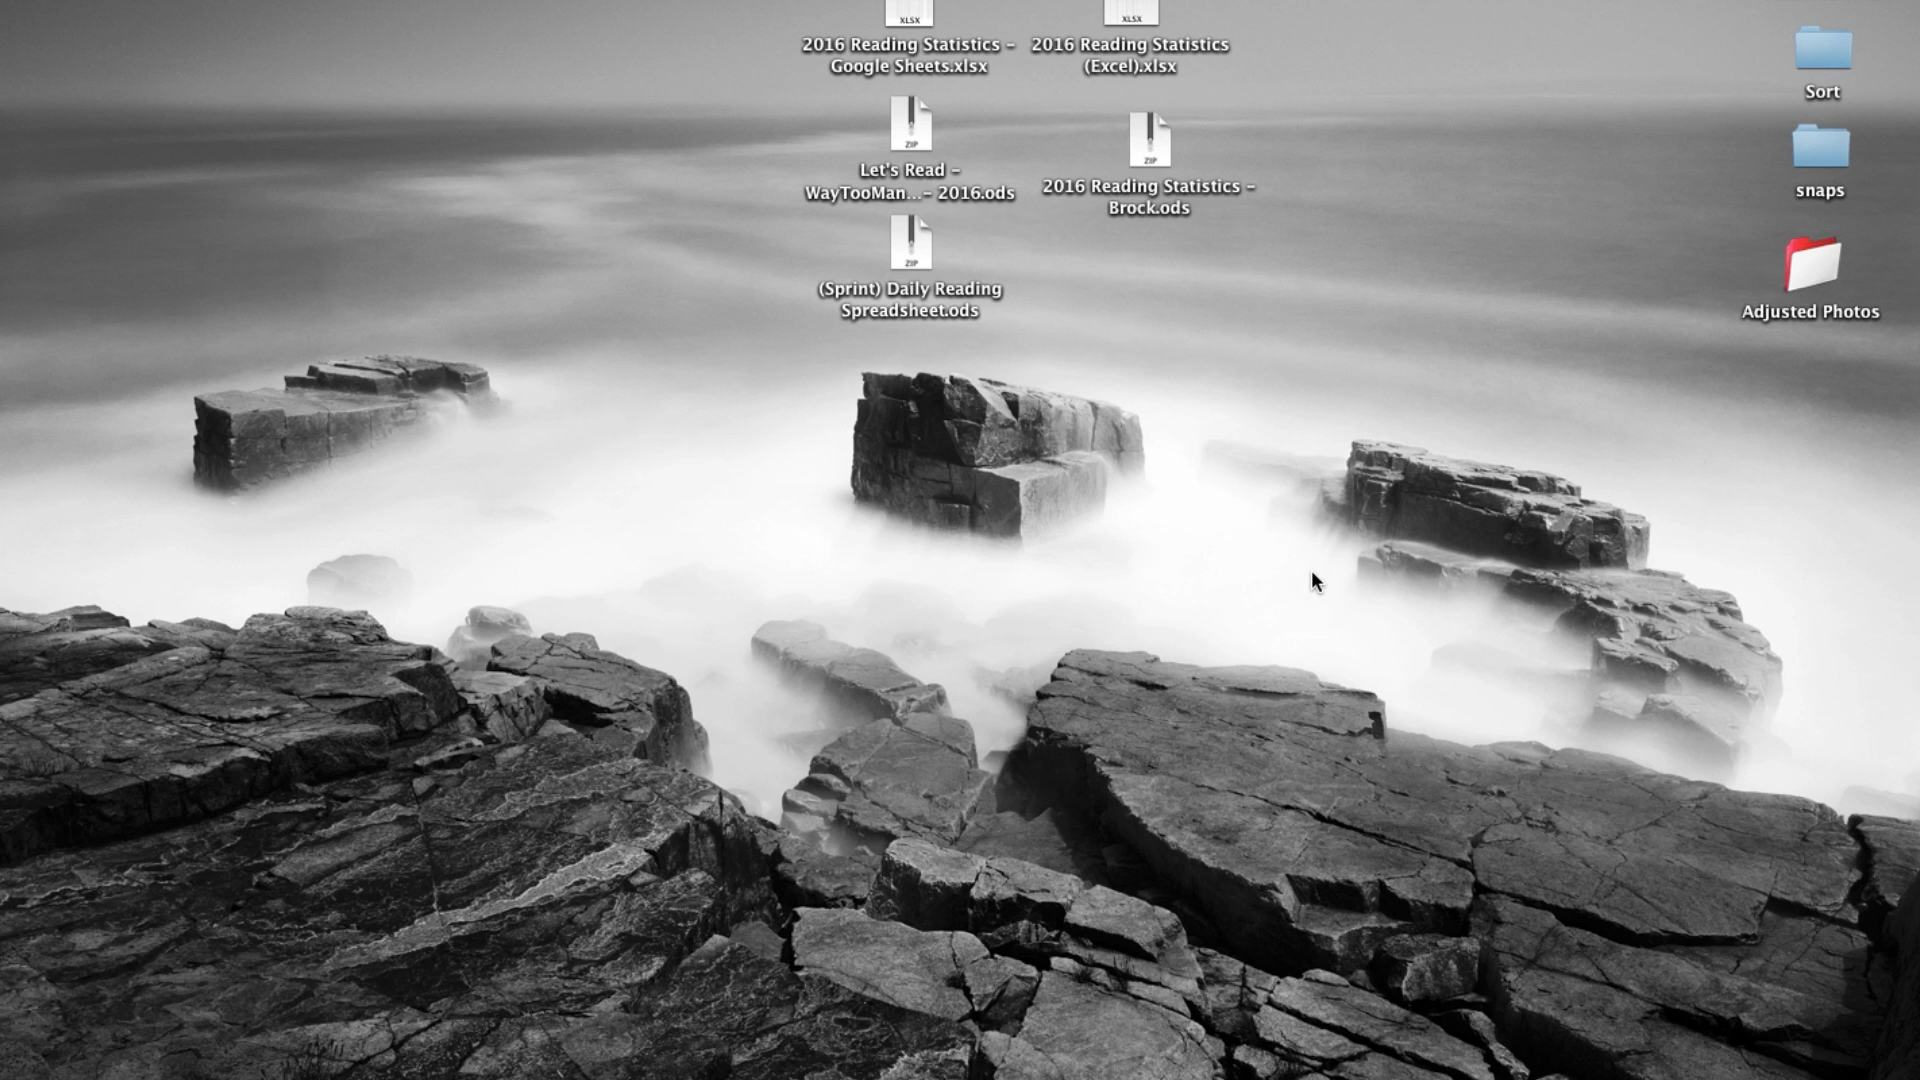 XLSX
2016 Reading Statistics –
Google Sheets.xlsx
XLSX
2016 Reading Statistics
(Excel).xlsx
Sort
ZIP
Let's Read –
WayTooMan...– 2016.ods
ZIP
2016 Reading Statistics –
Brock.ods
snaps
ZIP
(Sprint) Daily Reading
Spreadsheet.ods
Adjusted Photos